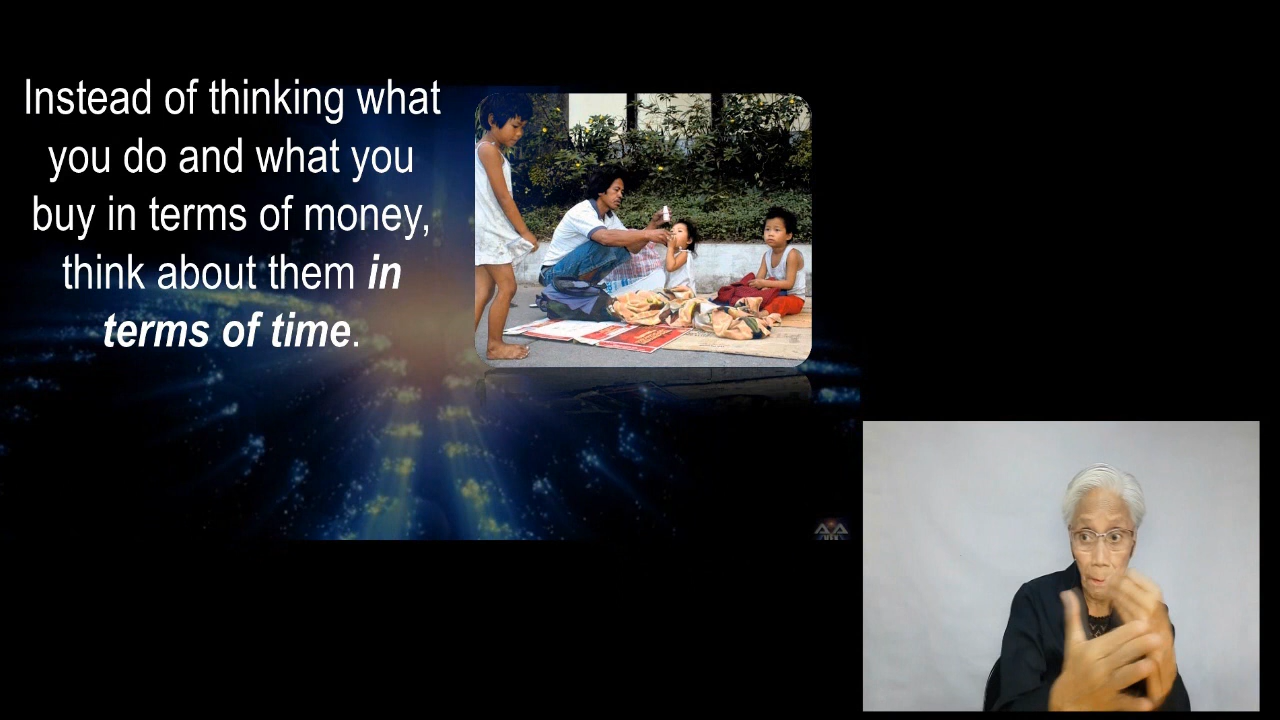 Instead of thinking what
you do and what you
buy in terms of money,
think about them in
terms of time.